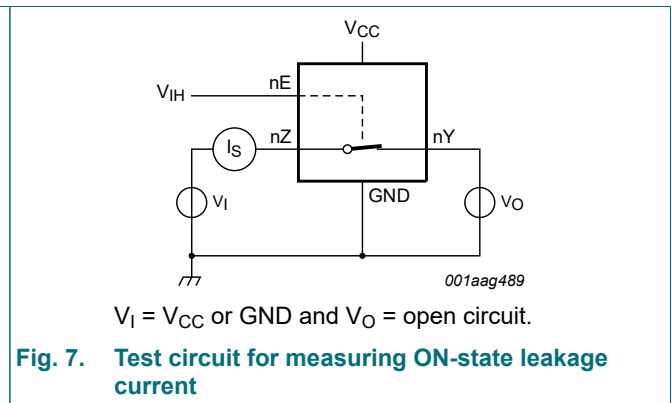 VCC
nE
VIH
nZ
IS
nY
VI
GND
VO
001aag489
VI = VCC or GND and VO = open circuit.
Fig. 7. Test circuit for measuring ON-state leakage
current